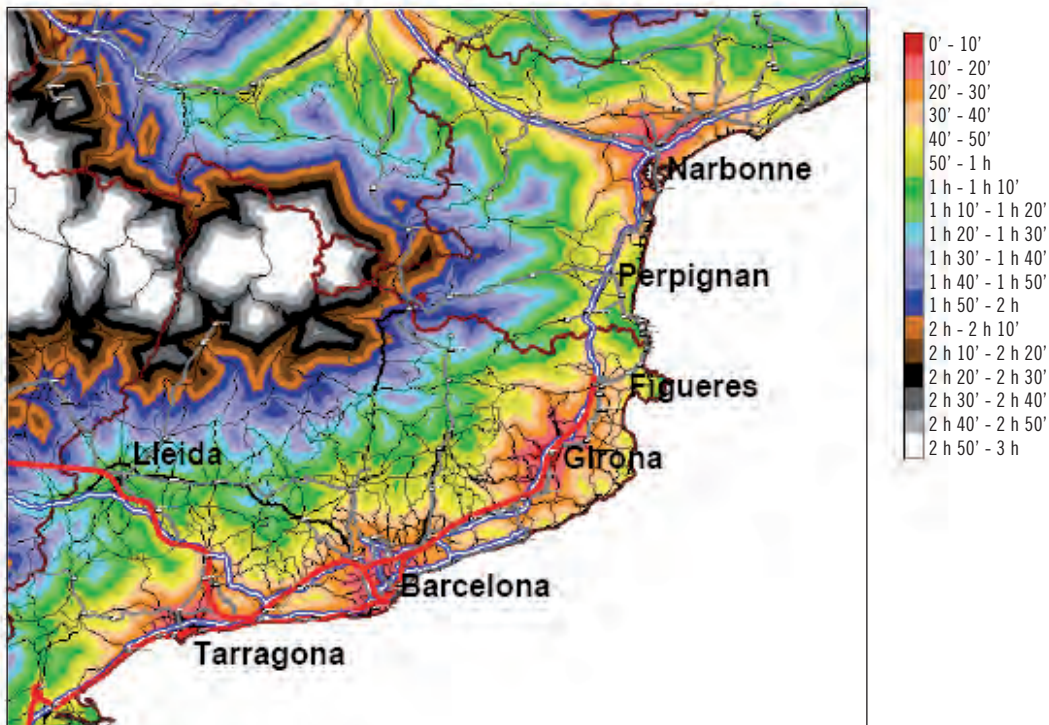 Narbonne
Perpignan
Figueres
Lleida
Girona
Barcelona
Tarragona
0' - 10'
10' - 20'
20' - 30'
30' - 40'
40' - 50'
50' - 1 h
1 h - 1 h 10'
1 h 10' - 1 h 20'
1 h 20' - 1 h 30'
1 h 30' - 1 h 40'
1 h 40' - 1 h 50'
1 h 50' - 2 h
2 h - 2 h 10'
2 h 10' - 2 h 20'
2 h 20' - 2 h 30'
2 h 30' - 2 h 40'
2 h 40' - 2 h 50'
2 h 50' - 3 h